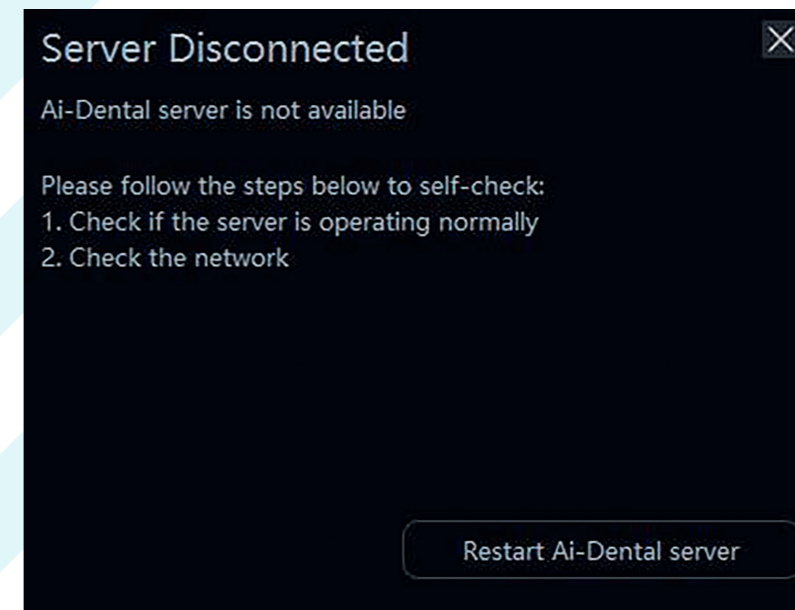 Server Disconnected
Ai-Dental server is not available
Please follow the steps below to self-check:
1. Check if the server is operating normally
2. Check the network
Restart Ai-Dental server